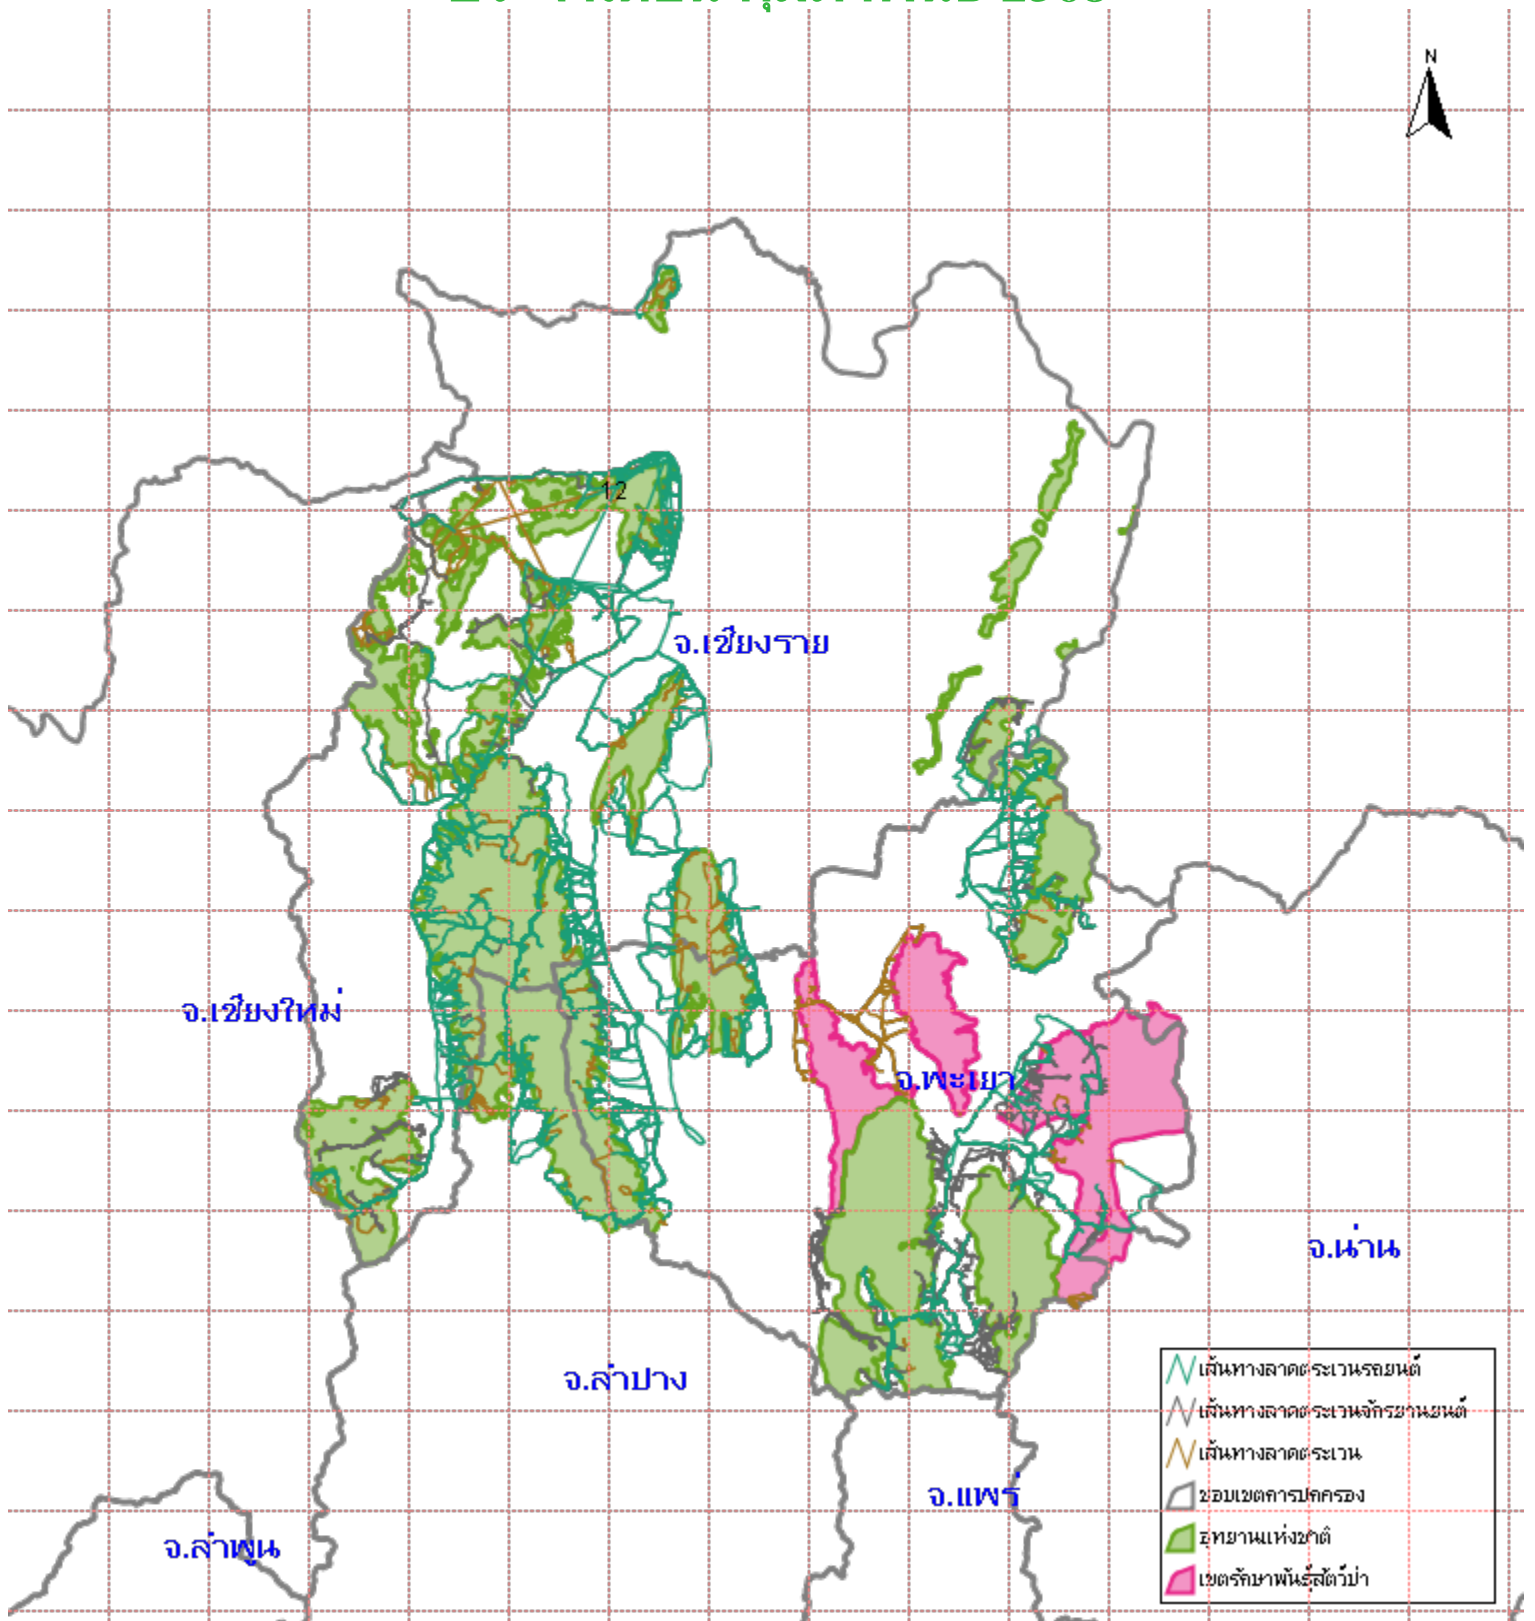 N
12
จ.เชียงราย
จ.เชียงใหม่
จ.พะเยา
จ.น่าน
จ.ลำปาง
จ.แพร่
จ.ลำพูน
เส้นทางลาดตระเวนรถยนต์
เส้นทางลาดตระเวนจักรยานยนต์
เส้นทางลาดตระเวน
ขอบเขตการปกครอง
อุทยานแห่งชาติ
เขตรักษาพันธุ์สัตว์ป่า